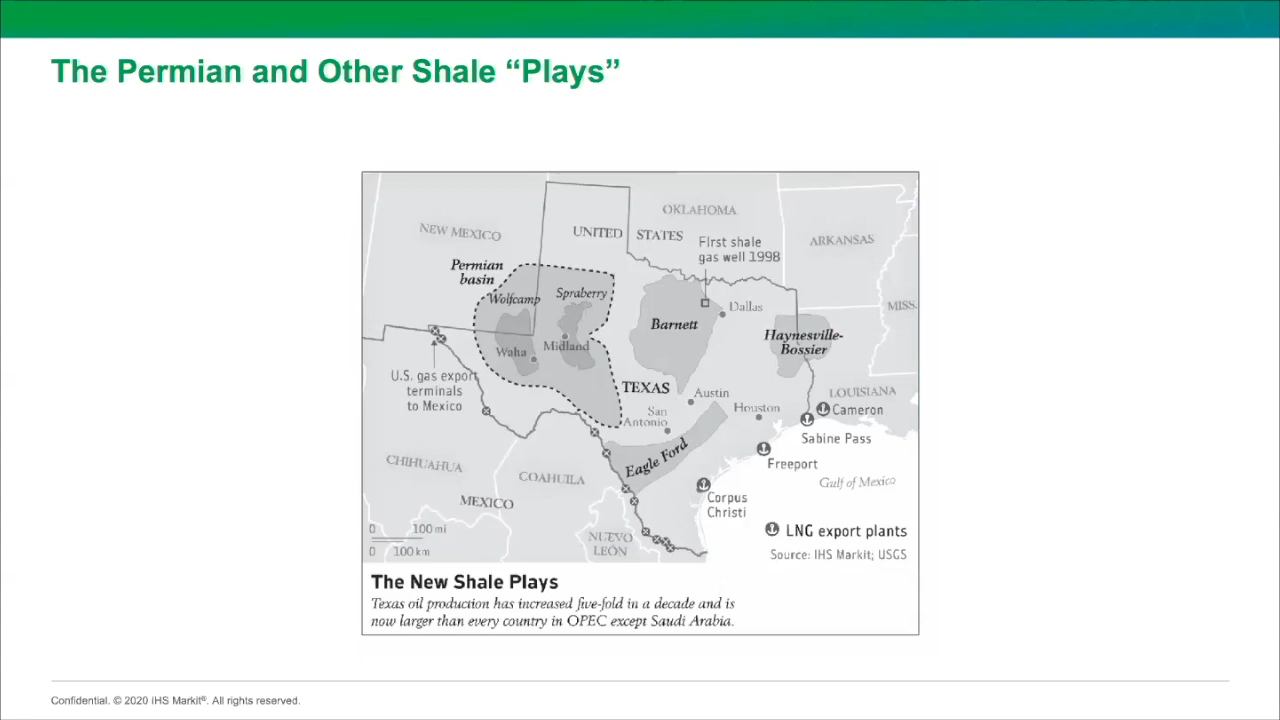 The Permian and Other Shale “Plays”
NEW MEXICO
UNITED STATES
OKLAHOMA
ARKANSAS
MISS.
First shale
gas well 1998
Permian
basin
Wolfcamp
Spraberry
Barnett
Dallas
Haynesville-
Bossier
Waha
Midland
U.S. gas export
terminals
to Mexico
TEXAS
Austin
San
Antonio
Houston
LOUISIANA
Cameron
Sabine Pass
Freeport
Gulf of Mexico
Eagle Ford
CHIHUAHUA
COAHUILA
MEXICO
Corpus
Christi
NUEVO
LEÓN
0 100 mi
0 100 km
LNG export plants
Source: IHS Markit; USGS
The New Shale Plays
Texas oil production has increased five-fold in a decade and is
now larger than every country in OPEC except Saudi Arabia.
Confidential. © 2020 IHS Markit®. All rights reserved.